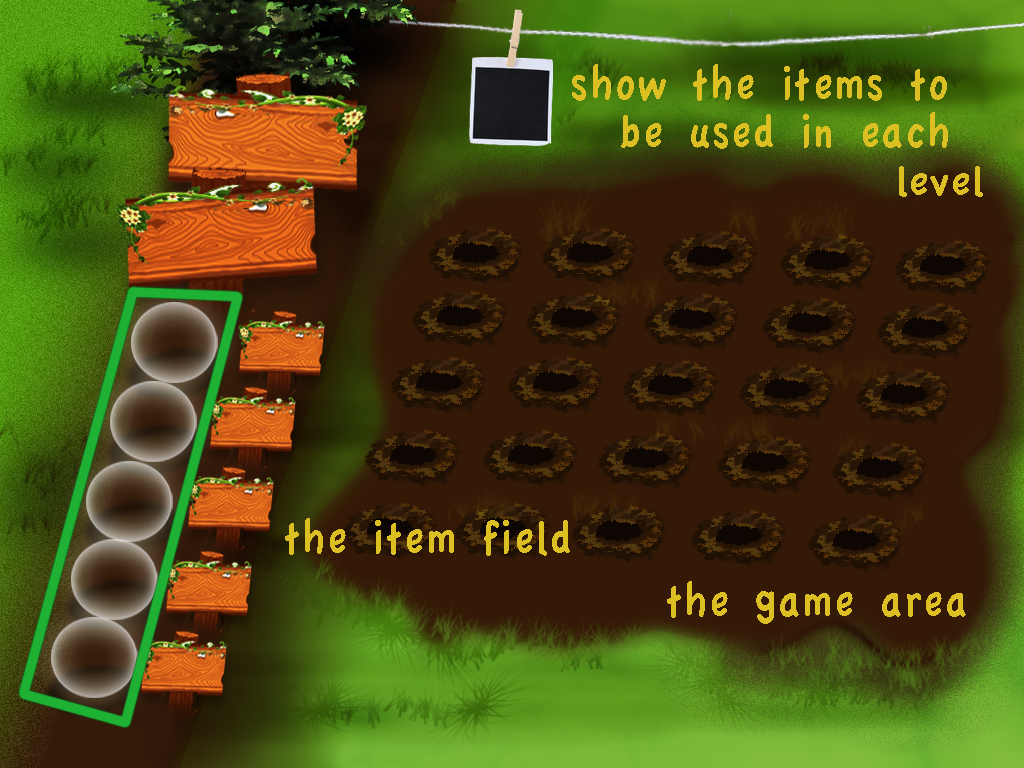 show the items to
be used in each
level
the item field
the game area